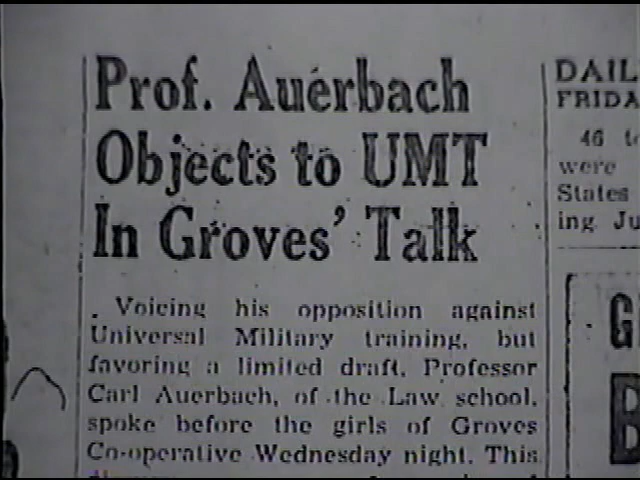 Prof. Auerbach
Objects to UMT
In Groves' Talk
Voicing his opposition against
Universal Military training, but
favoring a limited draft, Professor
Carl Auerbach, of the Law school,
spoke before the girls of Groves
Co-operative Wednesday night. This
DAIL
FRIDA
46 t
were
States
ing. Ju
G
B